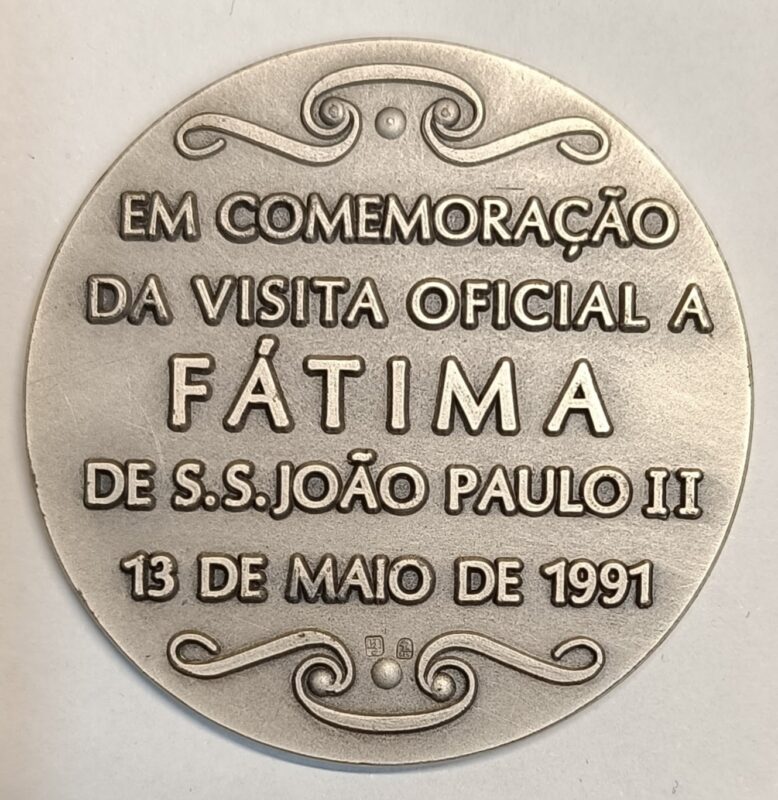 EM COMEMORAÇÃO
DA VISITA OFICIAL A
FÁTIMA
DE S.S. JOÃO PAULO II
13 DE MAIO DE 1991